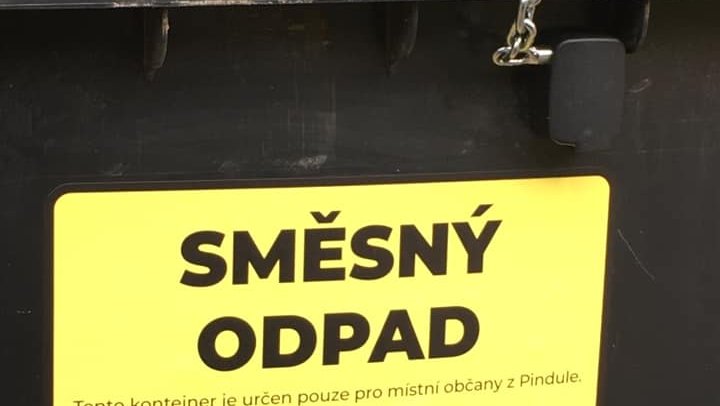 SMĚSNÝ
ODPAD
Tento kontejner je určen pouze pro místní občany z Pindule.